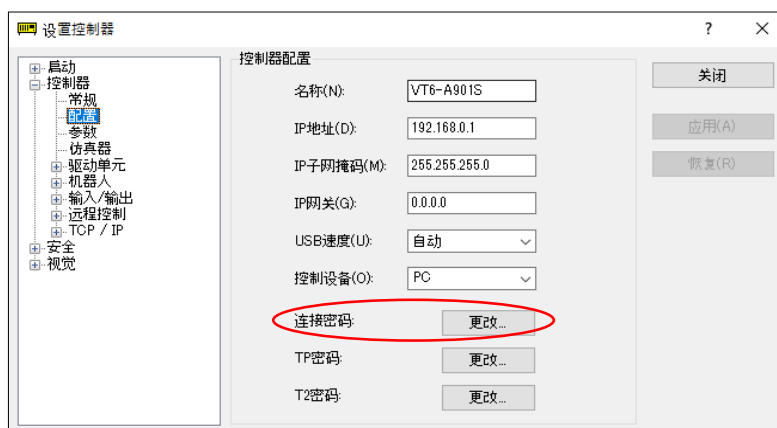 设置控制器
? ×
启动
控制器
常规
配置
参数
仿真器
驱动单元
机器人
输入/输出
远程控制
TCP / IP
安全
视觉
控制器配置
名称(N): VT6-A901S
IP地址(D): 192.168.0.1
IP子网掩码(M): 255.255.255.0
IP网关(G): 0.0.0.0
USB速度(U): 自动
控制设备(O): PC
连接密码: 更改...
TP密码: 更改...
T2密码: 更改...
关闭
应用(A)
恢复(R)